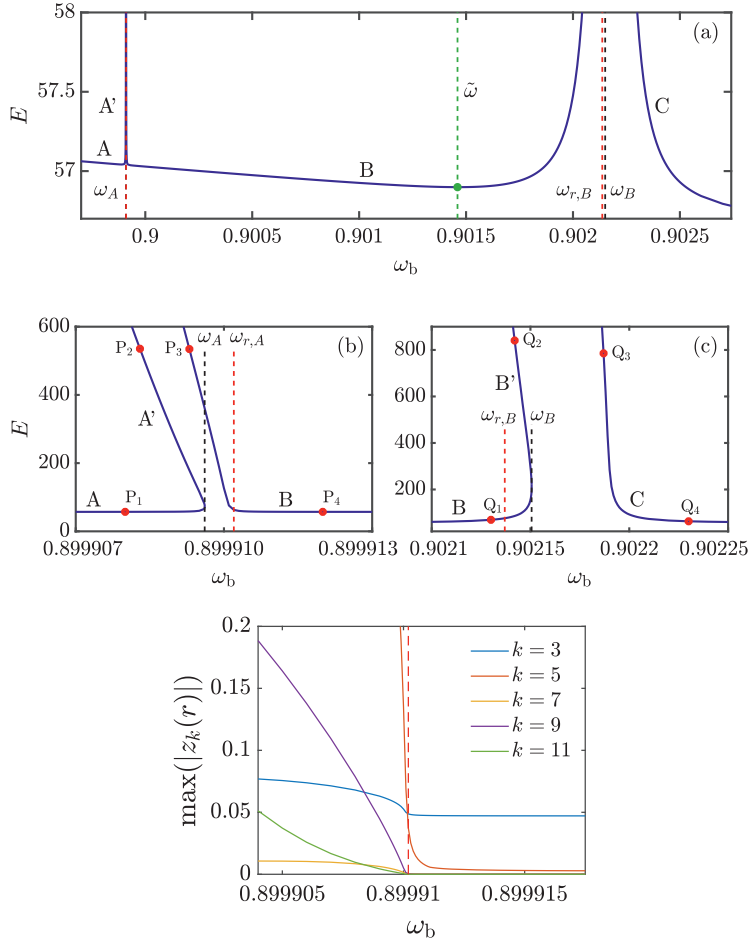 58
57.5
57
E
(a)
A'
A
B
C
ω_A
ω̃
ω_{r,B}
ω_B
0.9
0.9005
0.901
0.9015
0.902
0.9025
ω_b
600
400
200
0
E
(b)
P_2
P_3
ω_A
ω_{r,A}
A'
A
P_1
B
P_4
0.899907
0.899910
0.899913
ω_b
800
600
400
200
(c)
Q_2
Q_3
B'
ω_{r,B}
ω_B
B
Q_1
C
Q_4
0.9021
0.90215
0.9022
0.90225
ω_b
0.2
0.15
0.1
0.05
0
max(|z_k(r)|)
k = 3
k = 5
k = 7
k = 9
k = 11
0.899905
0.89991
0.899915
ω_b